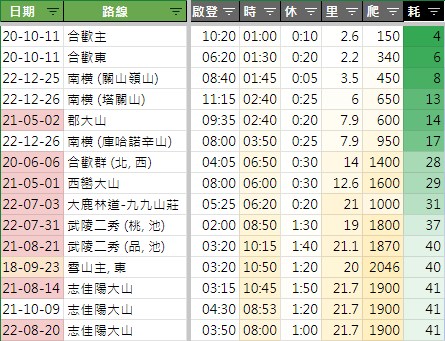 日期 路線 啟登 時 休 里 爬 耗
20-10-11 合歡主 10:20 01:00 0:10 2.6 150 4
20-10-11 合歡東 06:20 01:30 0:20 2.2 340 6
22-12-25 南橫 (關山嶺山) 08:40 01:45 0:05 3.5 450 8
22-12-26 南橫 (塔關山) 11:15 02:40 0:25 6 650 13
21-05-02 郡大山 09:35 02:40 0:20 7.9 600 14
22-12-26 南橫 (庫哈諾辛山) 08:00 03:50 0:25 7.9 950 17
20-06-06 合歡群 (北, 西) 04:05 06:50 0:30 14 1400 28
21-05-01 西巒大山 08:00 06:00 0:30 12.6 1600 29
22-07-03 大鹿林道-九九山莊 05:25 06:20 0:20 21 1000 31
22-07-31 武陵二秀 (桃, 池) 02:00 08:50 1:30 19 1800 37
21-08-21 武陵二秀 (品, 池) 03:20 10:15 1:40 21.1 1870 40
18-09-23 雪山主, 東 03:20 10:50 1:20 20 2046 40
21-08-14 志佳陽大山 03:15 10:45 1:50 21.7 1900 41
21-10-09 志佳陽大山 04:30 08:53 1:20 21.7 1900 41
22-08-20 志佳陽大山 03:50 08:00 1:00 21.7 1900 41